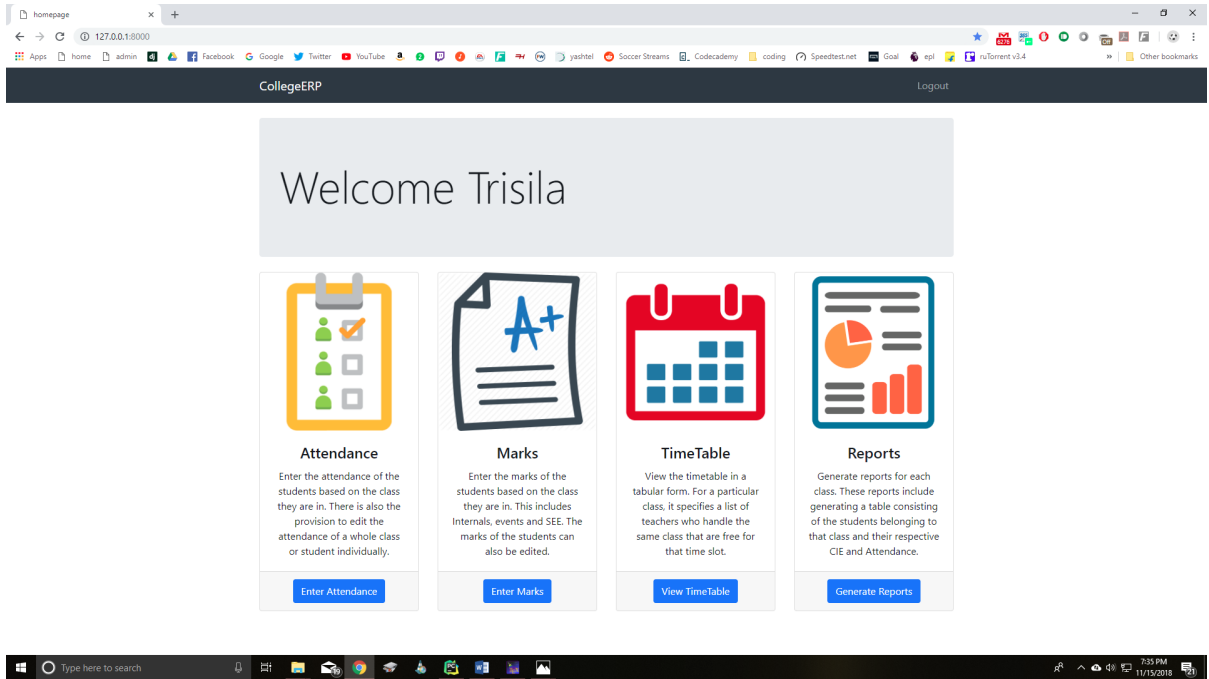 homepage
127.0.0.1:8000
6278
Off
Apps home admin dj Facebook Google Twitter YouTube yashtel Soccer Streams Codecademy coding Speedtest.net Goal epl ruTorrent v3.4 » Other bookmarks
CollegeERP Logout
Welcome Trisila
A+
Attendance
Enter the attendance of the
students based on the class
they are in. There is also the
provision to edit the
attendance of a whole class
or student individually.
Enter Attendance
Marks
Enter the marks of the
students based on the class
they are in. This includes
Internals, events and SEE. The
marks of the students can
also be edited.
Enter Marks
TimeTable
View the timetable in a
tabular form. For a particular
class, it specifies a list of
teachers who handle the
same class that are free for
that time slot.
View TimeTable
Reports
Generate reports for each
class. These reports include
generating a table consisting
of the students belonging to
that class and their respective
CIE and Attendance.
Generate Reports
Type here to search
7:35 PM
11/15/2018